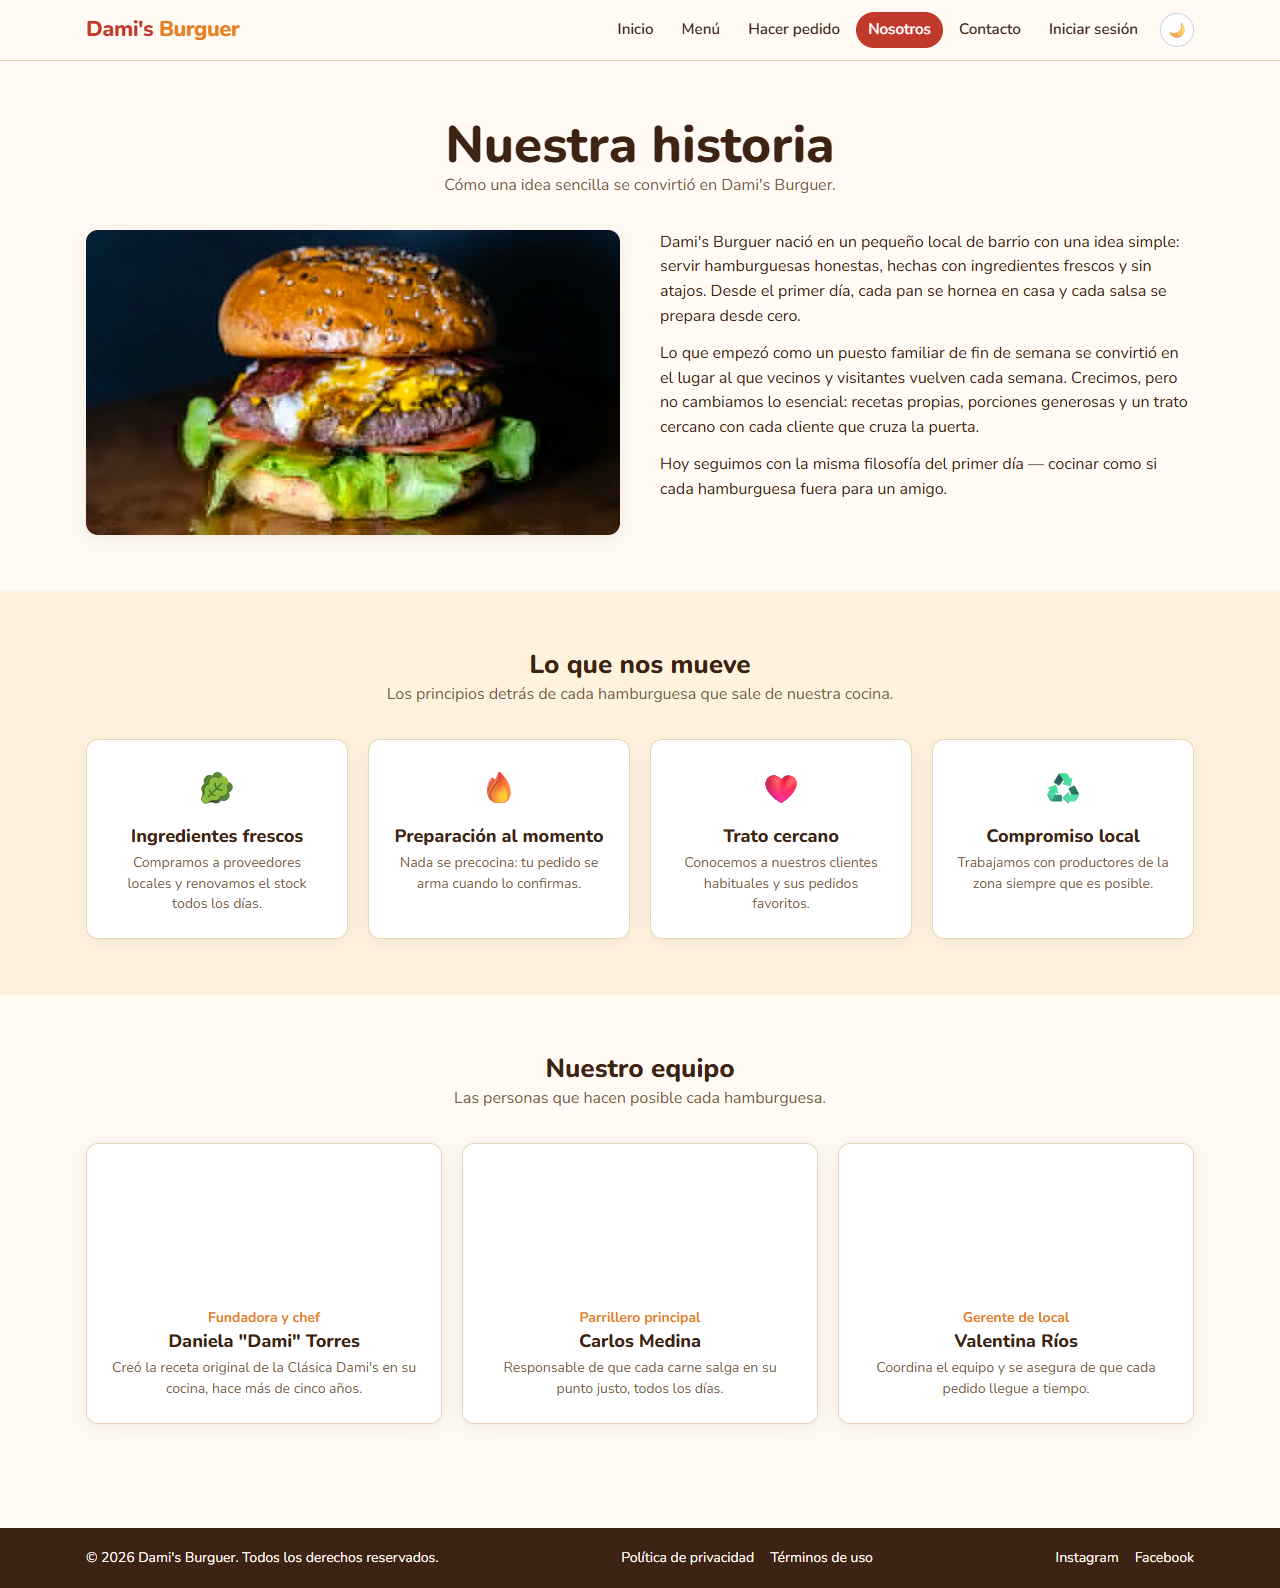 Dami's Burguer
Inicio Menú Hacer pedido Nosotros Contacto Iniciar sesión
Nuestra historia
Cómo una idea sencilla se convirtió en Dami's Burguer.
Dami's Burguer nació en un pequeño local de barrio con una idea simple:
servir hamburguesas honestas, hechas con ingredientes frescos y sin
atajos. Desde el primer día, cada pan se hornea en casa y cada salsa se
prepara desde cero.
Lo que empezó como un puesto familiar de fin de semana se convirtió en
el lugar al que vecinos y visitantes vuelven cada semana. Crecimos, pero
no cambiamos lo esencial: recetas propias, porciones generosas y un trato
cercano con cada cliente que cruza la puerta.
Hoy seguimos con la misma filosofía del primer día — cocinar como si
cada hamburguesa fuera para un amigo.
Lo que nos mueve
Los principios detrás de cada hamburguesa que sale de nuestra cocina.
Ingredientes frescos
Compramos a proveedores
locales y renovamos el stock
todos los días.
Preparación al momento
Nada se precocina: tu pedido se
arma cuando lo confirmas.
Trato cercano
Conocemos a nuestros clientes
habituales y sus pedidos
favoritos.
Compromiso local
Trabajamos con productores de la
zona siempre que es posible.
Nuestro equipo
Las personas que hacen posible cada hamburguesa.
Fundadora y chef
Daniela "Dami" Torres
Creó la receta original de la Clásica Dami's en su
cocina, hace más de cinco años.
Parrillero principal
Carlos Medina
Responsable de que cada carne salga en su
punto justo, todos los días.
Gerente de local
Valentina Ríos
Coordina el equipo y se asegura de que cada
pedido llegue a tiempo.
© 2026 Dami's Burguer. Todos los derechos reservados. Política de privacidad Términos de uso Instagram Facebook